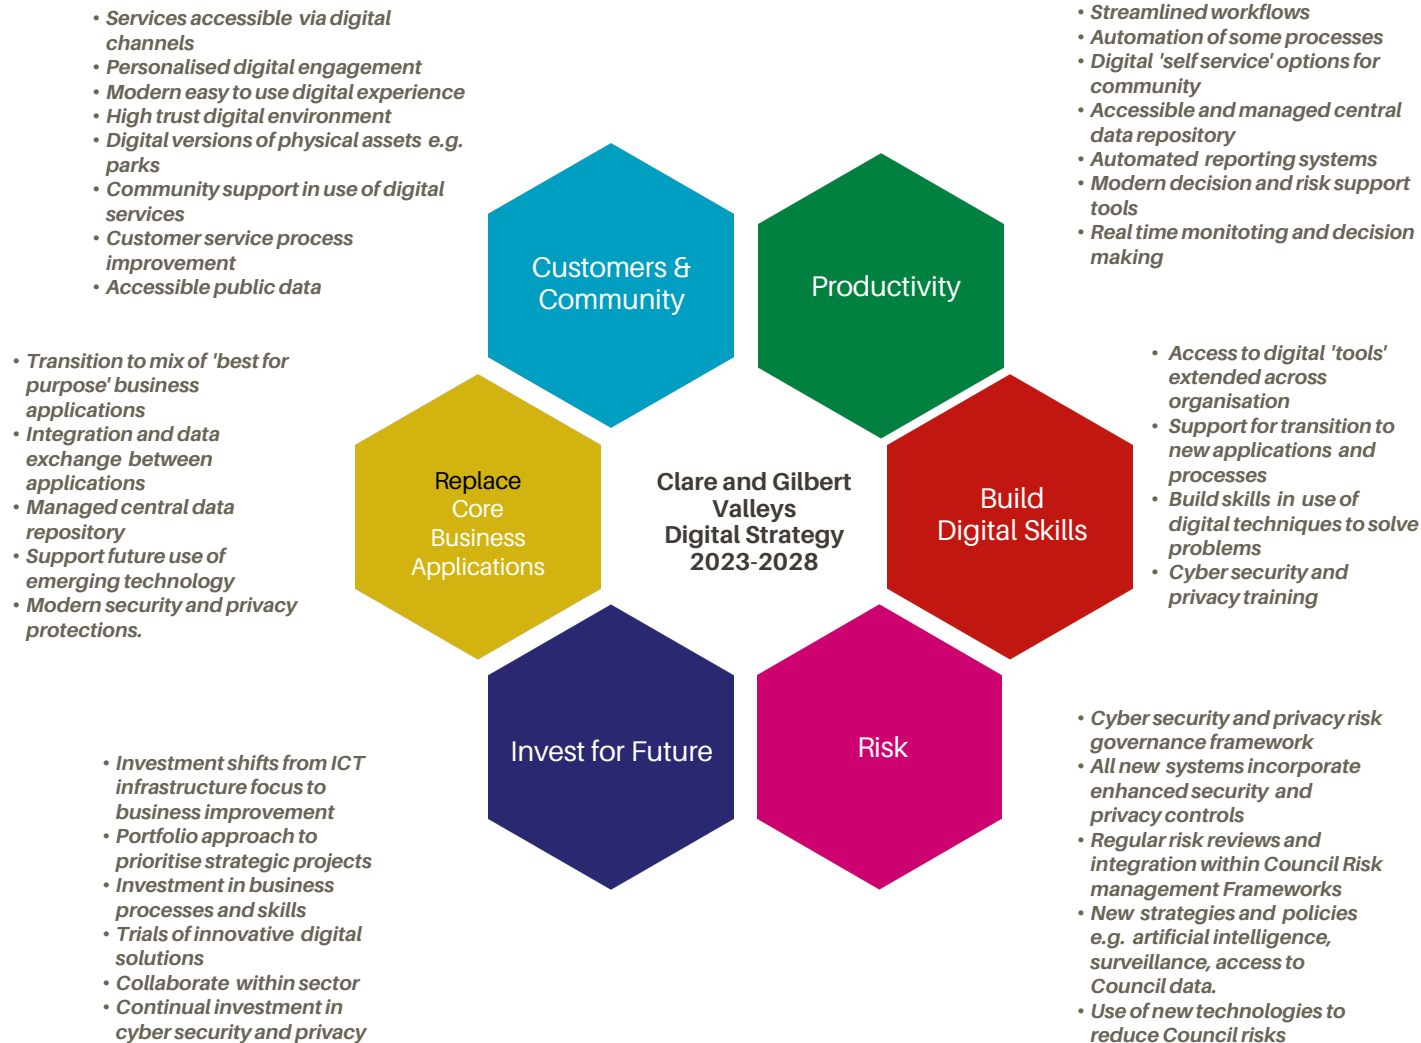 • Services accessible via digital
channels
• Personalised digital engagement
• Modern easy to use digital experience
• High trust digital environment
• Digital versions of physical assets e.g.
parks
• Community support in use of digital
services
• Customer service process
improvement
• Accessible public data
• Streamlined workflows
• Automation of some processes
• Digital 'self service' options for
community
• Accessible and managed central
data repository
• Automated reporting systems
• Modern decision and risk support
tools
• Real time monitoting and decision
making
Customers &
Community
Productivity
• Transition to mix of 'best for
purpose' business
applications
• Integration and data
exchange between
applications
• Managed central data
repository
• Support future use of
emerging technology
• Modern security and privacy
protections.
Replace
Core
Business
Applications
Clare and Gilbert
Valleys
Digital Strategy
2023-2028
Build
Digital Skills
• Access to digital 'tools'
extended across
organisation
• Support for transition to
new applications and
processes
• Build skills in use of
digital techniques to solve
problems
• Cyber security and
privacy training
Invest for Future
Risk
• Investment shifts from ICT
infrastructure focus to
business improvement
• Portfolio approach to
prioritise strategic projects
• Investment in business
processes and skills
• Trials of innovative digital
solutions
• Collaborate within sector
• Continual investment in
cyber security and privacy
• Cyber security and privacy risk
governance framework
• All new systems incorporate
enhanced security and
privacy controls
• Regular risk reviews and
integration within Council Risk
management Frameworks
• New strategies and policies
e.g. artificial intelligence,
surveillance, access to
Council data.
• Use of new technologies to
reduce Council risks